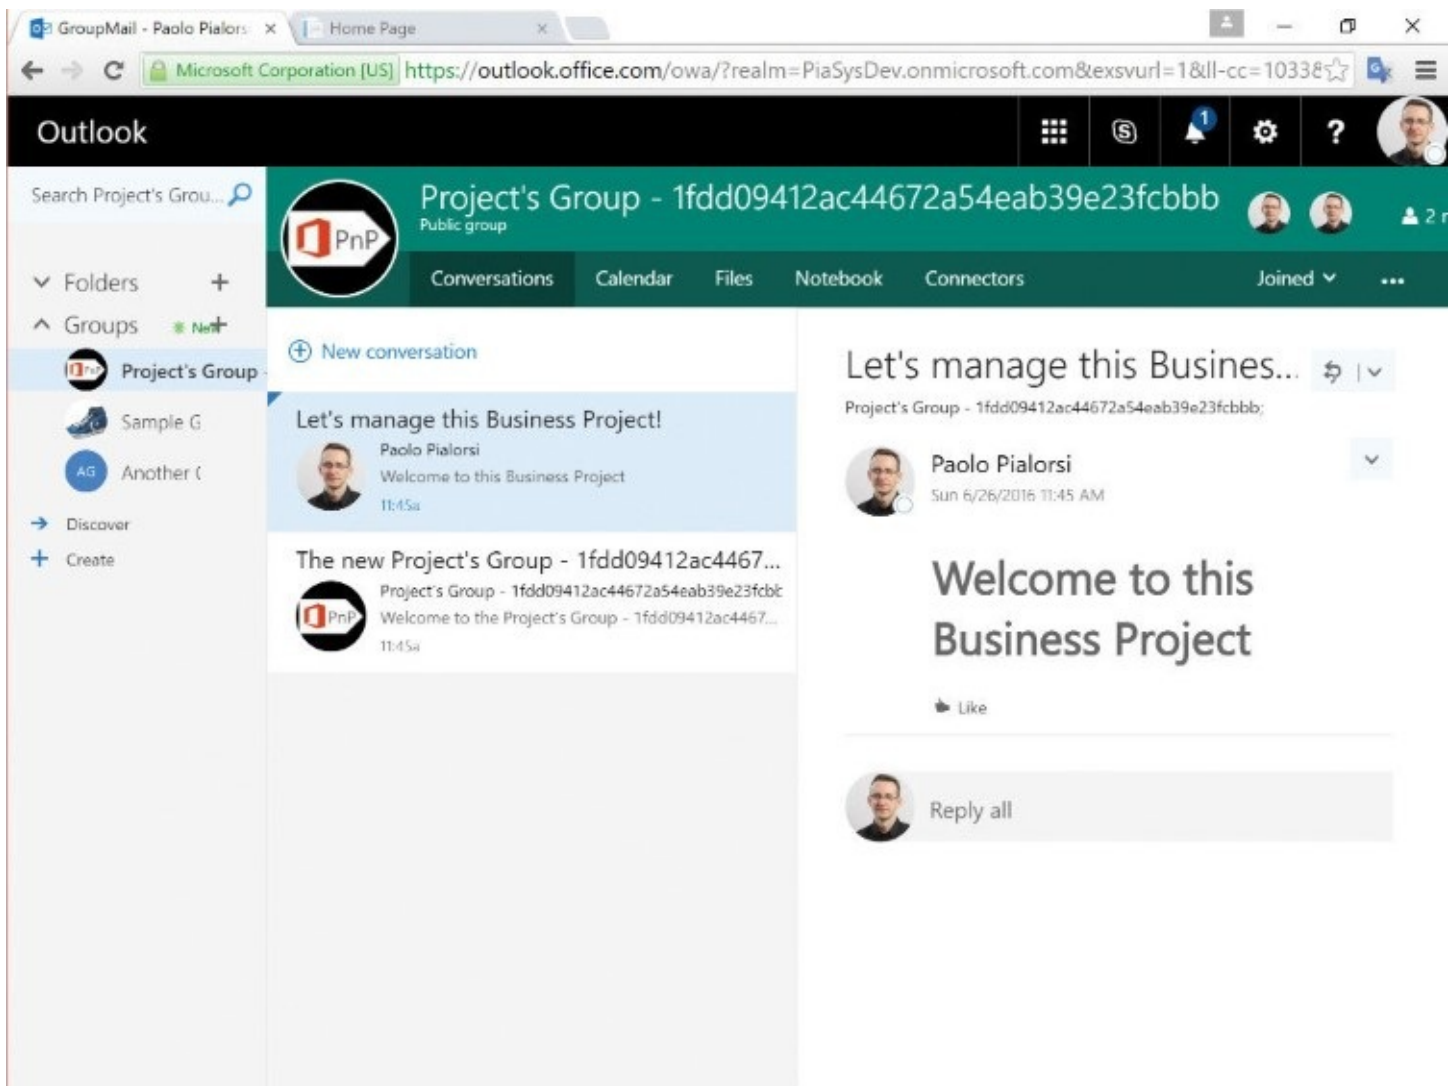 GroupMail - Paolo Pialors
Home Page
Microsoft Corporation [US] https://outlook.office.com/owa/?realm=PiaSysDev.onmicrosoft.com&exsvurl=1&ll-cc=1033&
Outlook
1
?
Search Project's Grou...
Project's Group - 1fdd09412ac44672a54eab39e23fcbbb
Public group
2 r
PnP
Conversations Calendar Files Notebook Connectors Joined ...
Folders +
Groups New +
Project's Group -
Sample G
AG Another (
Discover
+ Create
New conversation
Let's manage this Business Project!
Paolo Pialorsi
Welcome to this Business Project
11:45a
The new Project's Group - 1fdd09412ac4467...
Project's Group - 1fdd09412ac44672a54eab39e23fcbb
PnP
Welcome to the Project's Group - 1fdd09412ac4467...
11:45a
Let's manage this Busines...
Project's Group - 1fdd09412ac44672a54eab39e23fcbbb;
Paolo Pialorsi
Sun 6/26/2016 11:45 AM
Welcome to this
Business Project
Like
Reply all